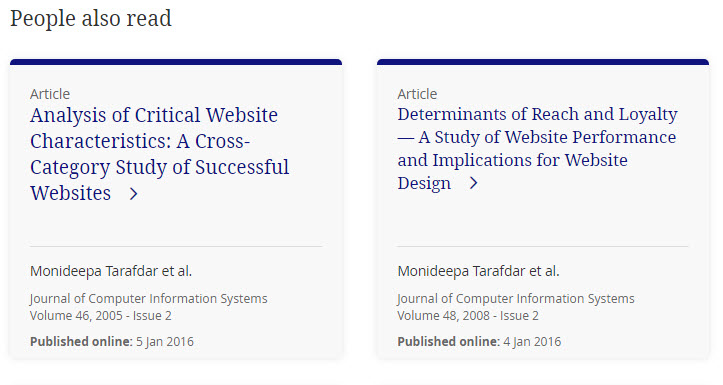 People also read
Article
Analysis of Critical Website
Characteristics: A Cross-
Category Study of Successful
Websites
Monideepa Tarafdar et al.
Journal of Computer Information Systems
Volume 46, 2005 - Issue 2
Published online: 5 Jan 2016
Article
Determinants of Reach and Loyalty
— A Study of Website Performance
and Implications for Website
Design
Monideepa Tarafdar et al.
Journal of Computer Information Systems
Volume 48, 2008 - Issue 2
Published online: 4 Jan 2016